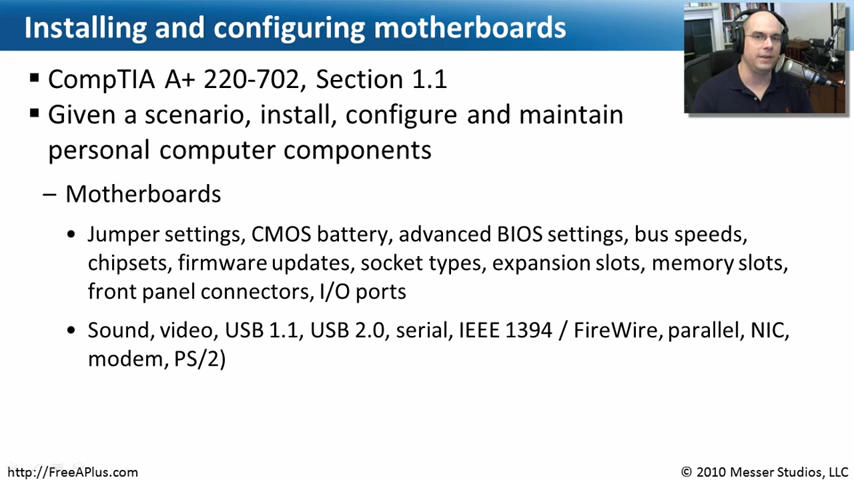 Installing and configuring motherboards
▪ CompTIA A+ 220-702, Section 1.1
▪ Given a scenario, install, configure and maintain
personal computer components
– Motherboards
• Jumper settings, CMOS battery, advanced BIOS settings, bus speeds,
chipsets, firmware updates, socket types, expansion slots, memory slots,
front panel connectors, I/O ports
• Sound, video, USB 1.1, USB 2.0, serial, IEEE 1394 / FireWire, parallel, NIC,
modem, PS/2)
http://FreeAPlus.com
© 2010 Messer Studios, LLC